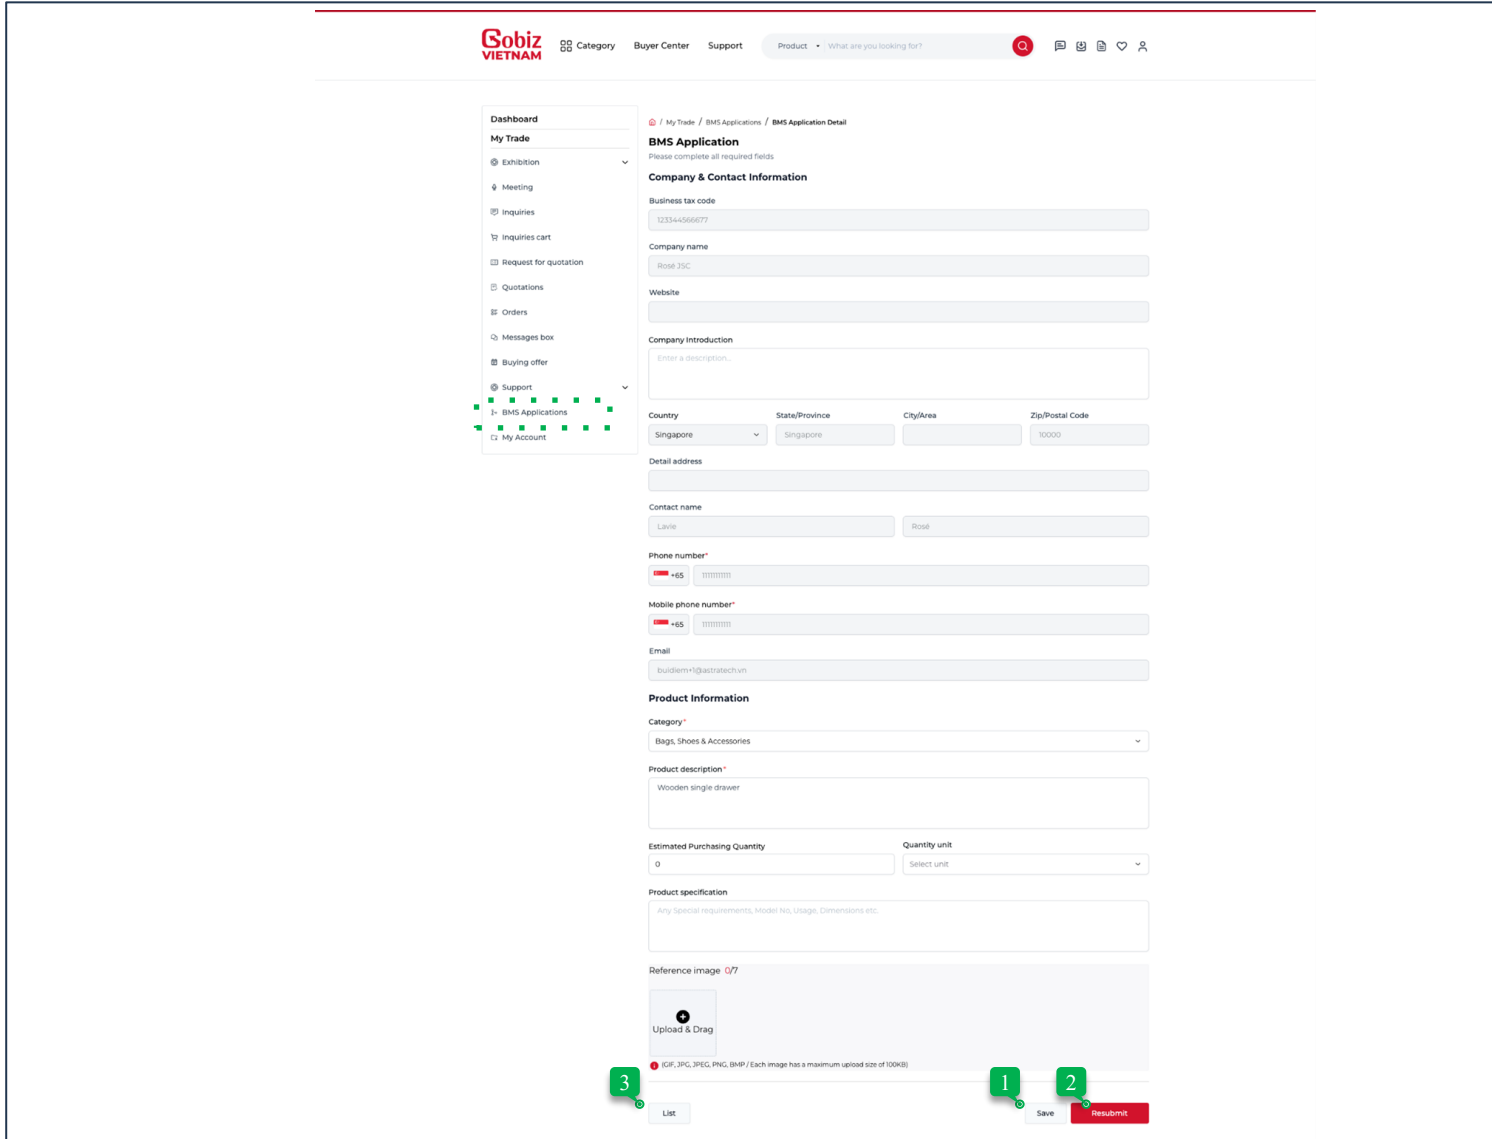 Gobiz
VIETNAM
Category
Buyer Center
Support
Product
What are you looking for?
Dashboard
My Trade
Exhibition
Meeting
Inquiries
Inquiries cart
Request for quotation
Quotations
Orders
Messages box
Buying offer
Support
BMS Applications
My Account
/ My Trade / BMS Applications / BMS Application Detail
BMS Application
Please complete all required fields
Company & Contact Information
Business tax code
123344566677
Company name
Rosé JSC
Website
Company Introduction
Enter a description...
Country State/Province City/Area Zip/Postal Code
Singapore Singapore 10000
Detail address
Contact name
Lavie Rosé
Phone number*
+65 1111111111
Mobile phone number*
+65 1111111111
Email
buidiem+1@astratech.vn
Product Information
Category*
Bags, Shoes & Accessories
Product description*
Wooden single drawer
Estimated Purchasing Quantity Quantity unit
0 Select unit
Product specification
Any Special requirements, Model No, Usage, Dimensions etc.
Reference image 0/7
Upload & Drag
(GIF, JPG, JPEG, PNG, BMP / Each image has a maximum upload size of 100KB)
3 1 2
List Save Resubmit